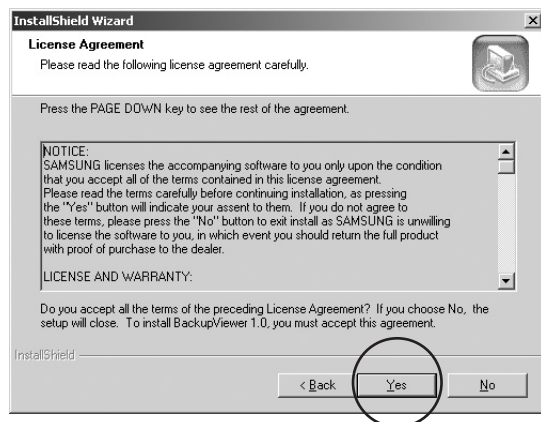 InstallShield Wizard
License Agreement
Please read the following license agreement carefully.
Press the PAGE DOWN key to see the rest of the agreement.
NOTICE:
SAMSUNG licenses the accompanying software to you only upon the condition
that you accept all of the terms contained in this license agreement.
Please read the terms carefully before continuing installation, as pressing
the "Yes" button will indicate your assent to them. If you do not agree to
these terms, please press the "No" button to exit install as SAMSUNG is unwilling
to license the software to you, in which event you should return the full product
with proof of purchase to the dealer.
LICENSE AND WARRANTY:
Do you accept all the terms of the preceding License Agreement? If you choose No, the
setup will close. To install BackupViewer 1.0, you must accept this agreement.
InstallShield
< Back Yes No